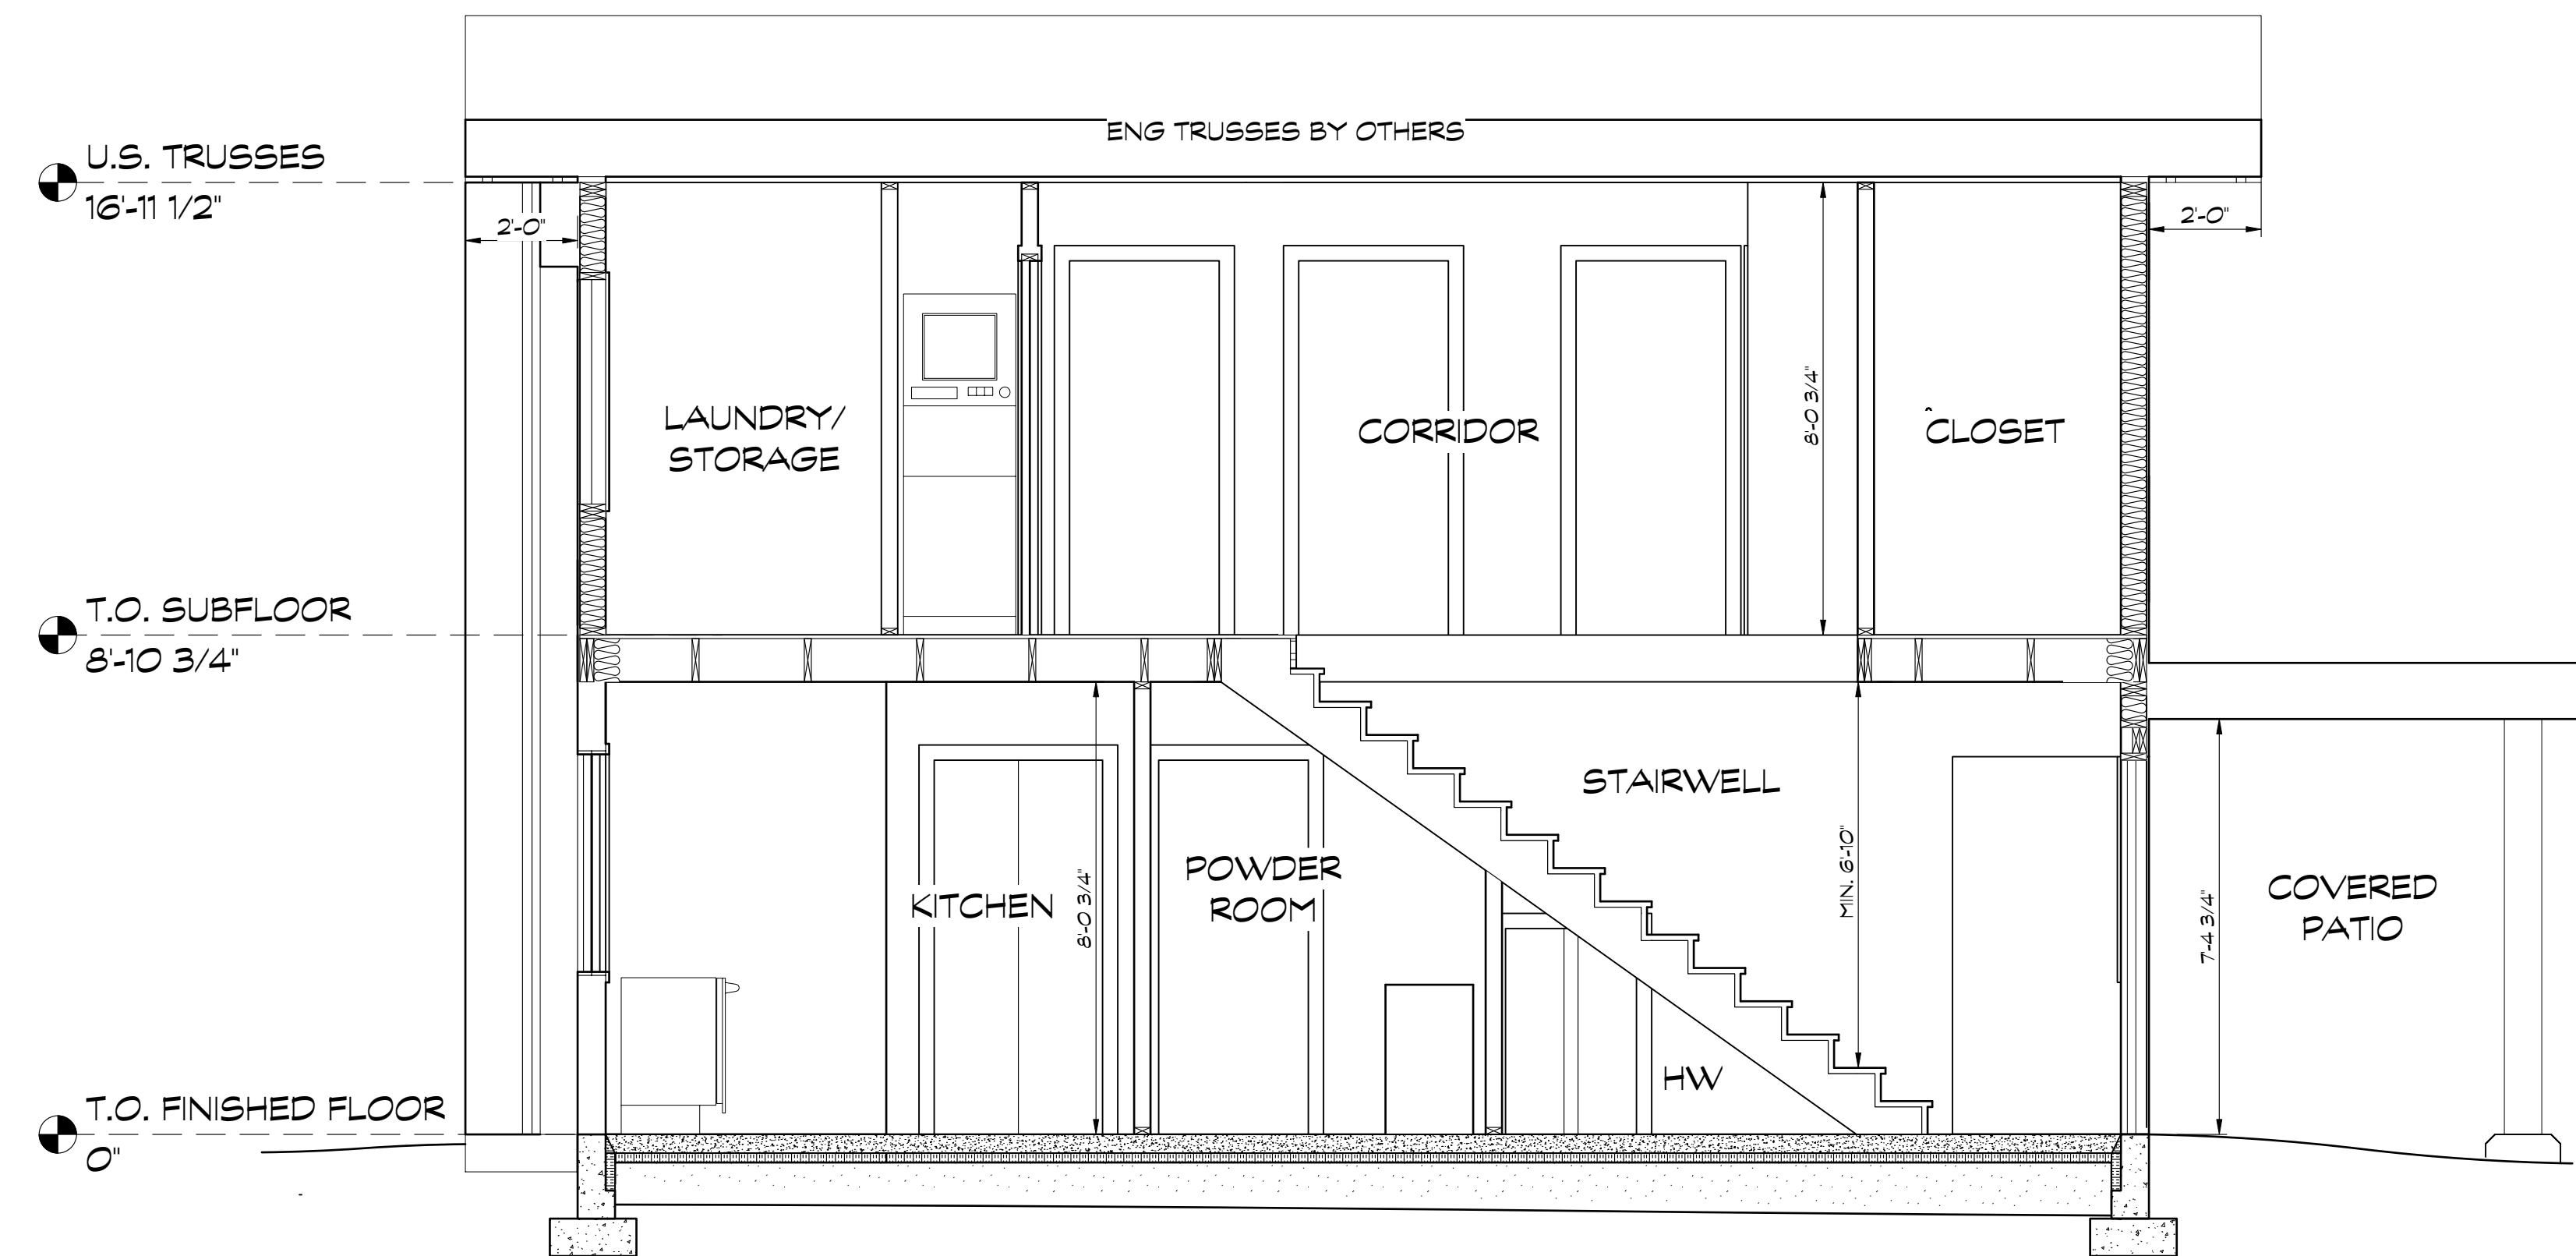 ENG TRUSSES BY OTHERS
U.S. TRUSSES
16'-11 1/2"
2'-0"
2'-0"
LAUNDRY/
STORAGE
CORRIDOR
8'-0 3/4"
CLOSET
T.O. SUBFLOOR
8'-10 3/4"
STAIRWELL
KITCHEN
8'-0 3/4"
POWDER
ROOM
MIN. 6'-10"
7'-4 3/4"
COVERED
PATIO
HW
T.O. FINISHED FLOOR
0"